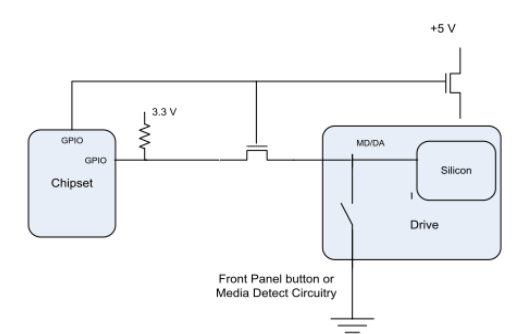 +5 V
3.3 V
GPIO
GPIO
Chipset
MD/DA
Silicon
Drive
Front Panel button or
Media Detect Circuitry